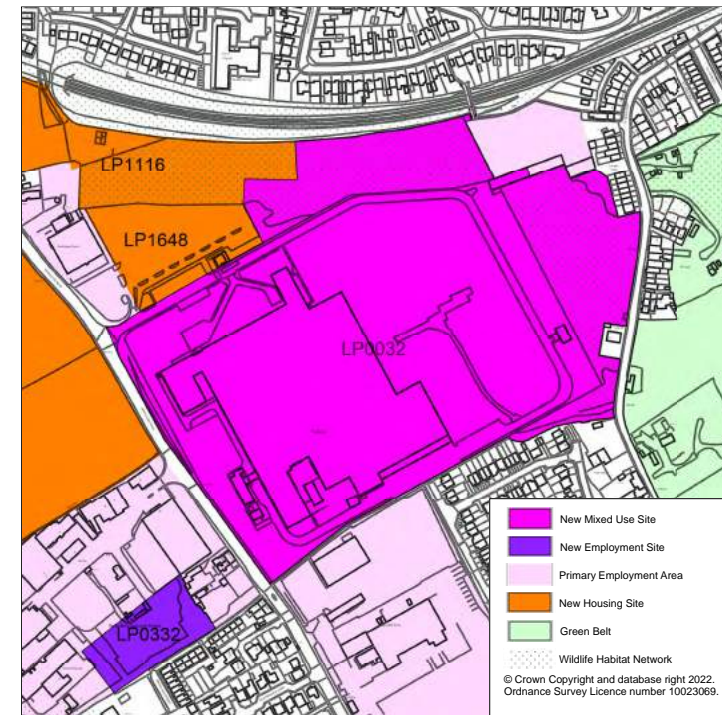 LP1116
LP1648
LP0032
LP0332
New Mixed Use Site
New Employment Site
Primary Employment Area
New Housing Site
Green Belt
Wildlife Habitat Network
© Crown Copyright and database right 2022.
Ordnance Survey Licence number 10023069.